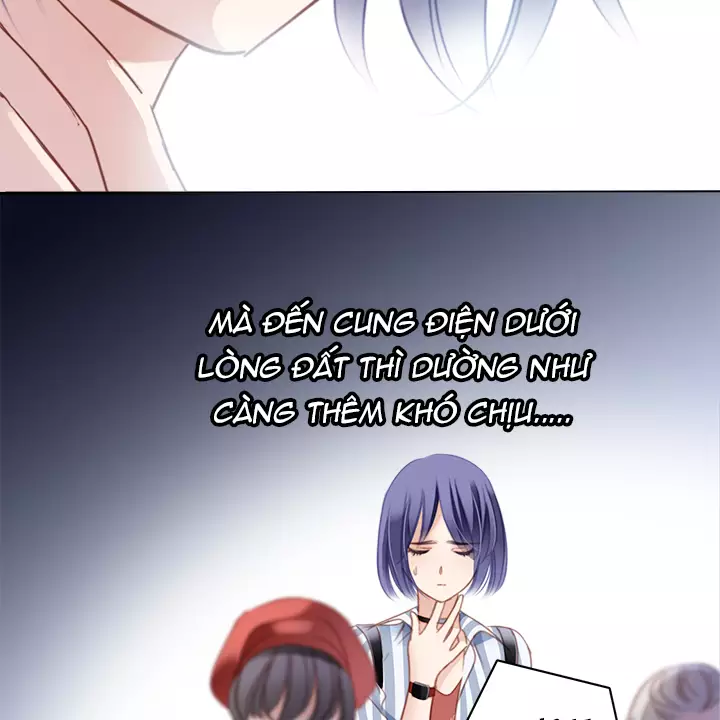 MÀ ĐẾN CUNG ĐIỆN DƯỚI
LÒNG ĐẤT THÌ DƯỜNG NHƯ
CÀNG THÊM KHÓ CHỊU.....